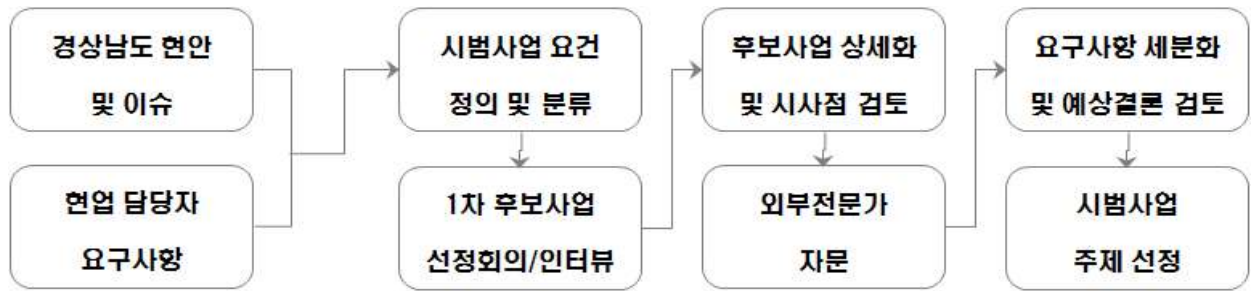 경상남도 현안
및 이슈
현업 담당자
요구사항
시범사업 요건
정의 및 분류
1차 후보사업
선정회의/인터뷰
후보사업 상세화
및 시사점 검토
외부전문가
자문
요구사항 세분화
및 예상결론 검토
시범사업
주제 선정